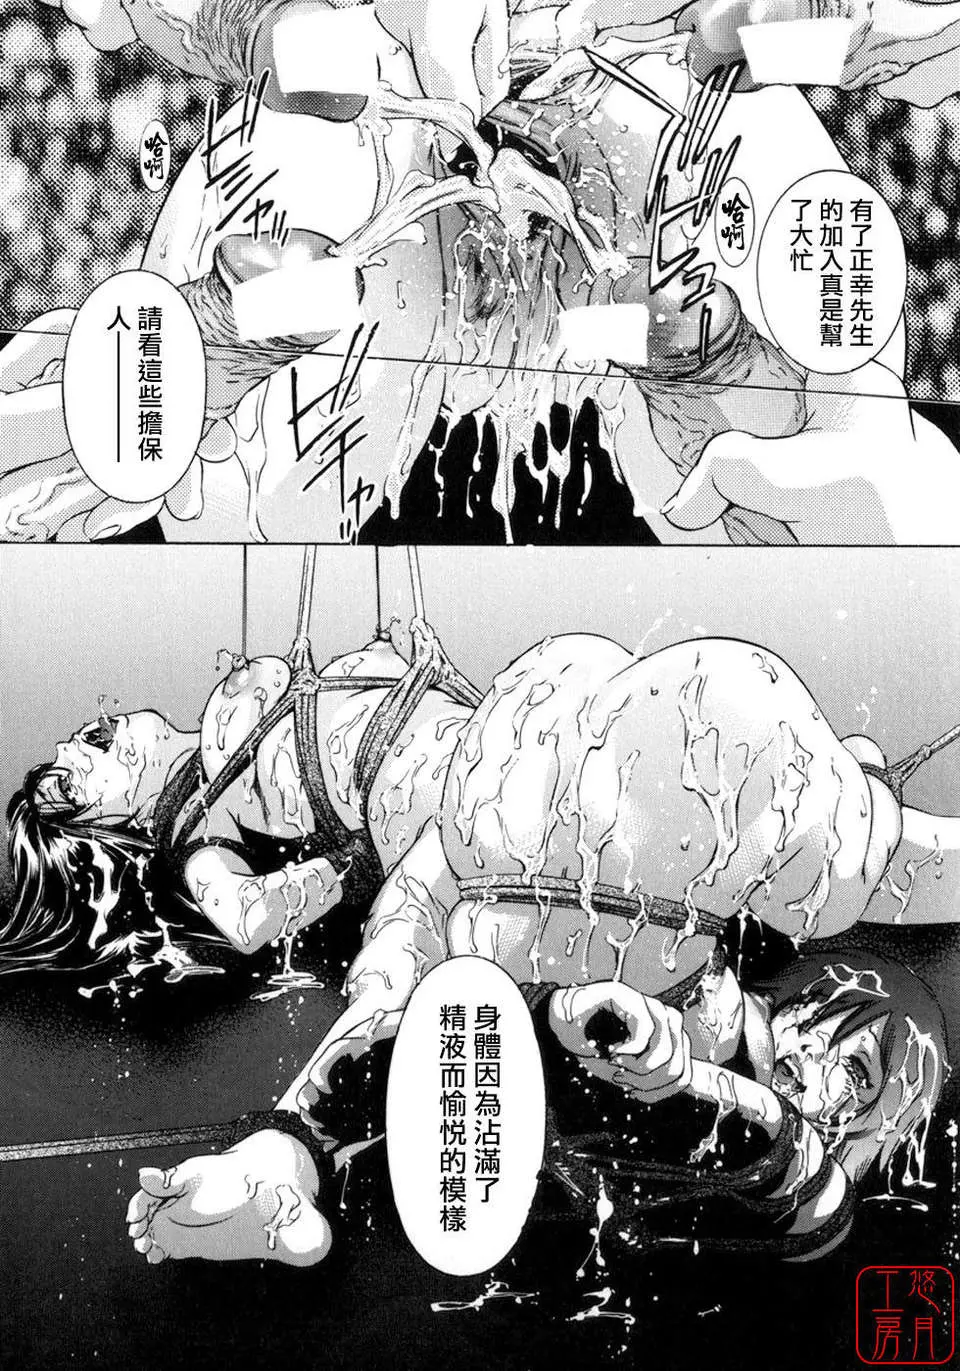 有了正幸先生
的加入真是幫
了大忙
哈啊
哈啊
請看這些擔保
人——
身體因為沾滿了
精液而愉悅的模樣
悠月
工房